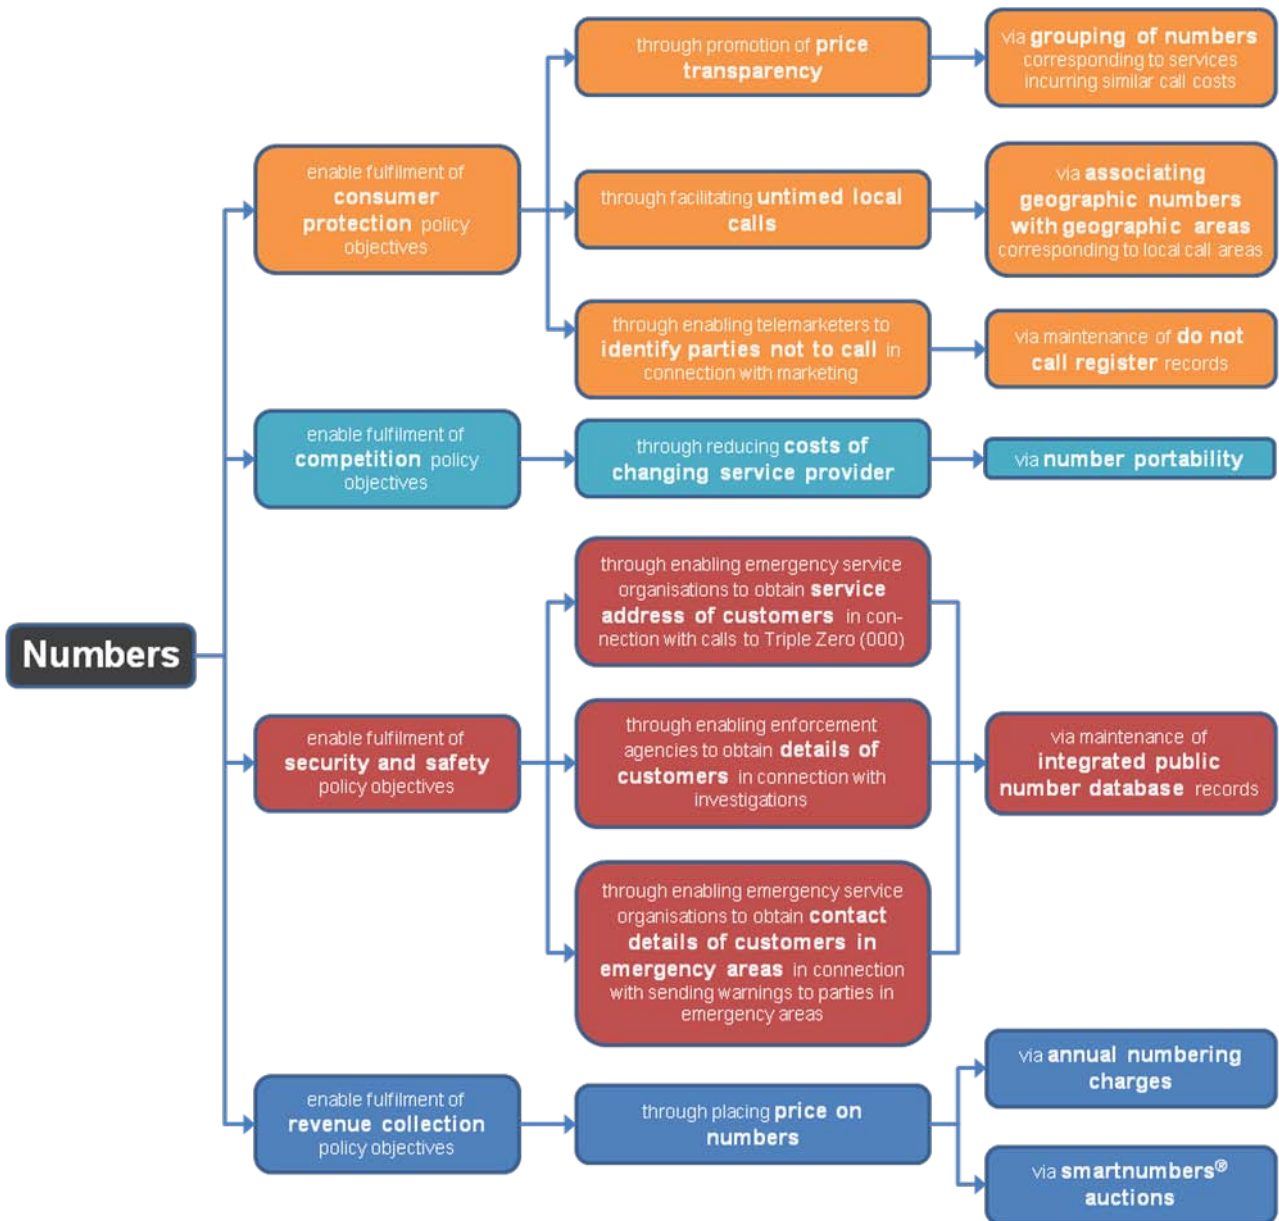 through promotion of price
transparency
via grouping of numbers
corresponding to services
incurring similar call costs
enable fulfilment of
consumer
protection policy
objectives
through facilitating untimed local
calls
via associating
geographic numbers
with geographic areas
corresponding to local call areas
through enabling telemarketers to
identify parties not to call in
connection with marketing
via maintenance of do not
call register records
enable fulfilment of
competition policy
objectives
through reducing costs of
changing service provider
via number portability
Numbers
enable fulfilment of
security and safety
policy objectives
through enabling emergency service
organisations to obtain service
address of customers in con-
nection with calls to Triple Zero (000)
through enabling enforcement
agencies to obtain details of
customers in connection with
investigations
through enabling emergency service
organisations to obtain contact
details of customers in
emergency areas in connection
with sending warnings to parties in
emergency areas
via maintenance of
integrated public
number database records
enable fulfilment of
revenue collection
policy objectives
through placing price on
numbers
via annual numbering
charges
via smartnumbers®
auctions